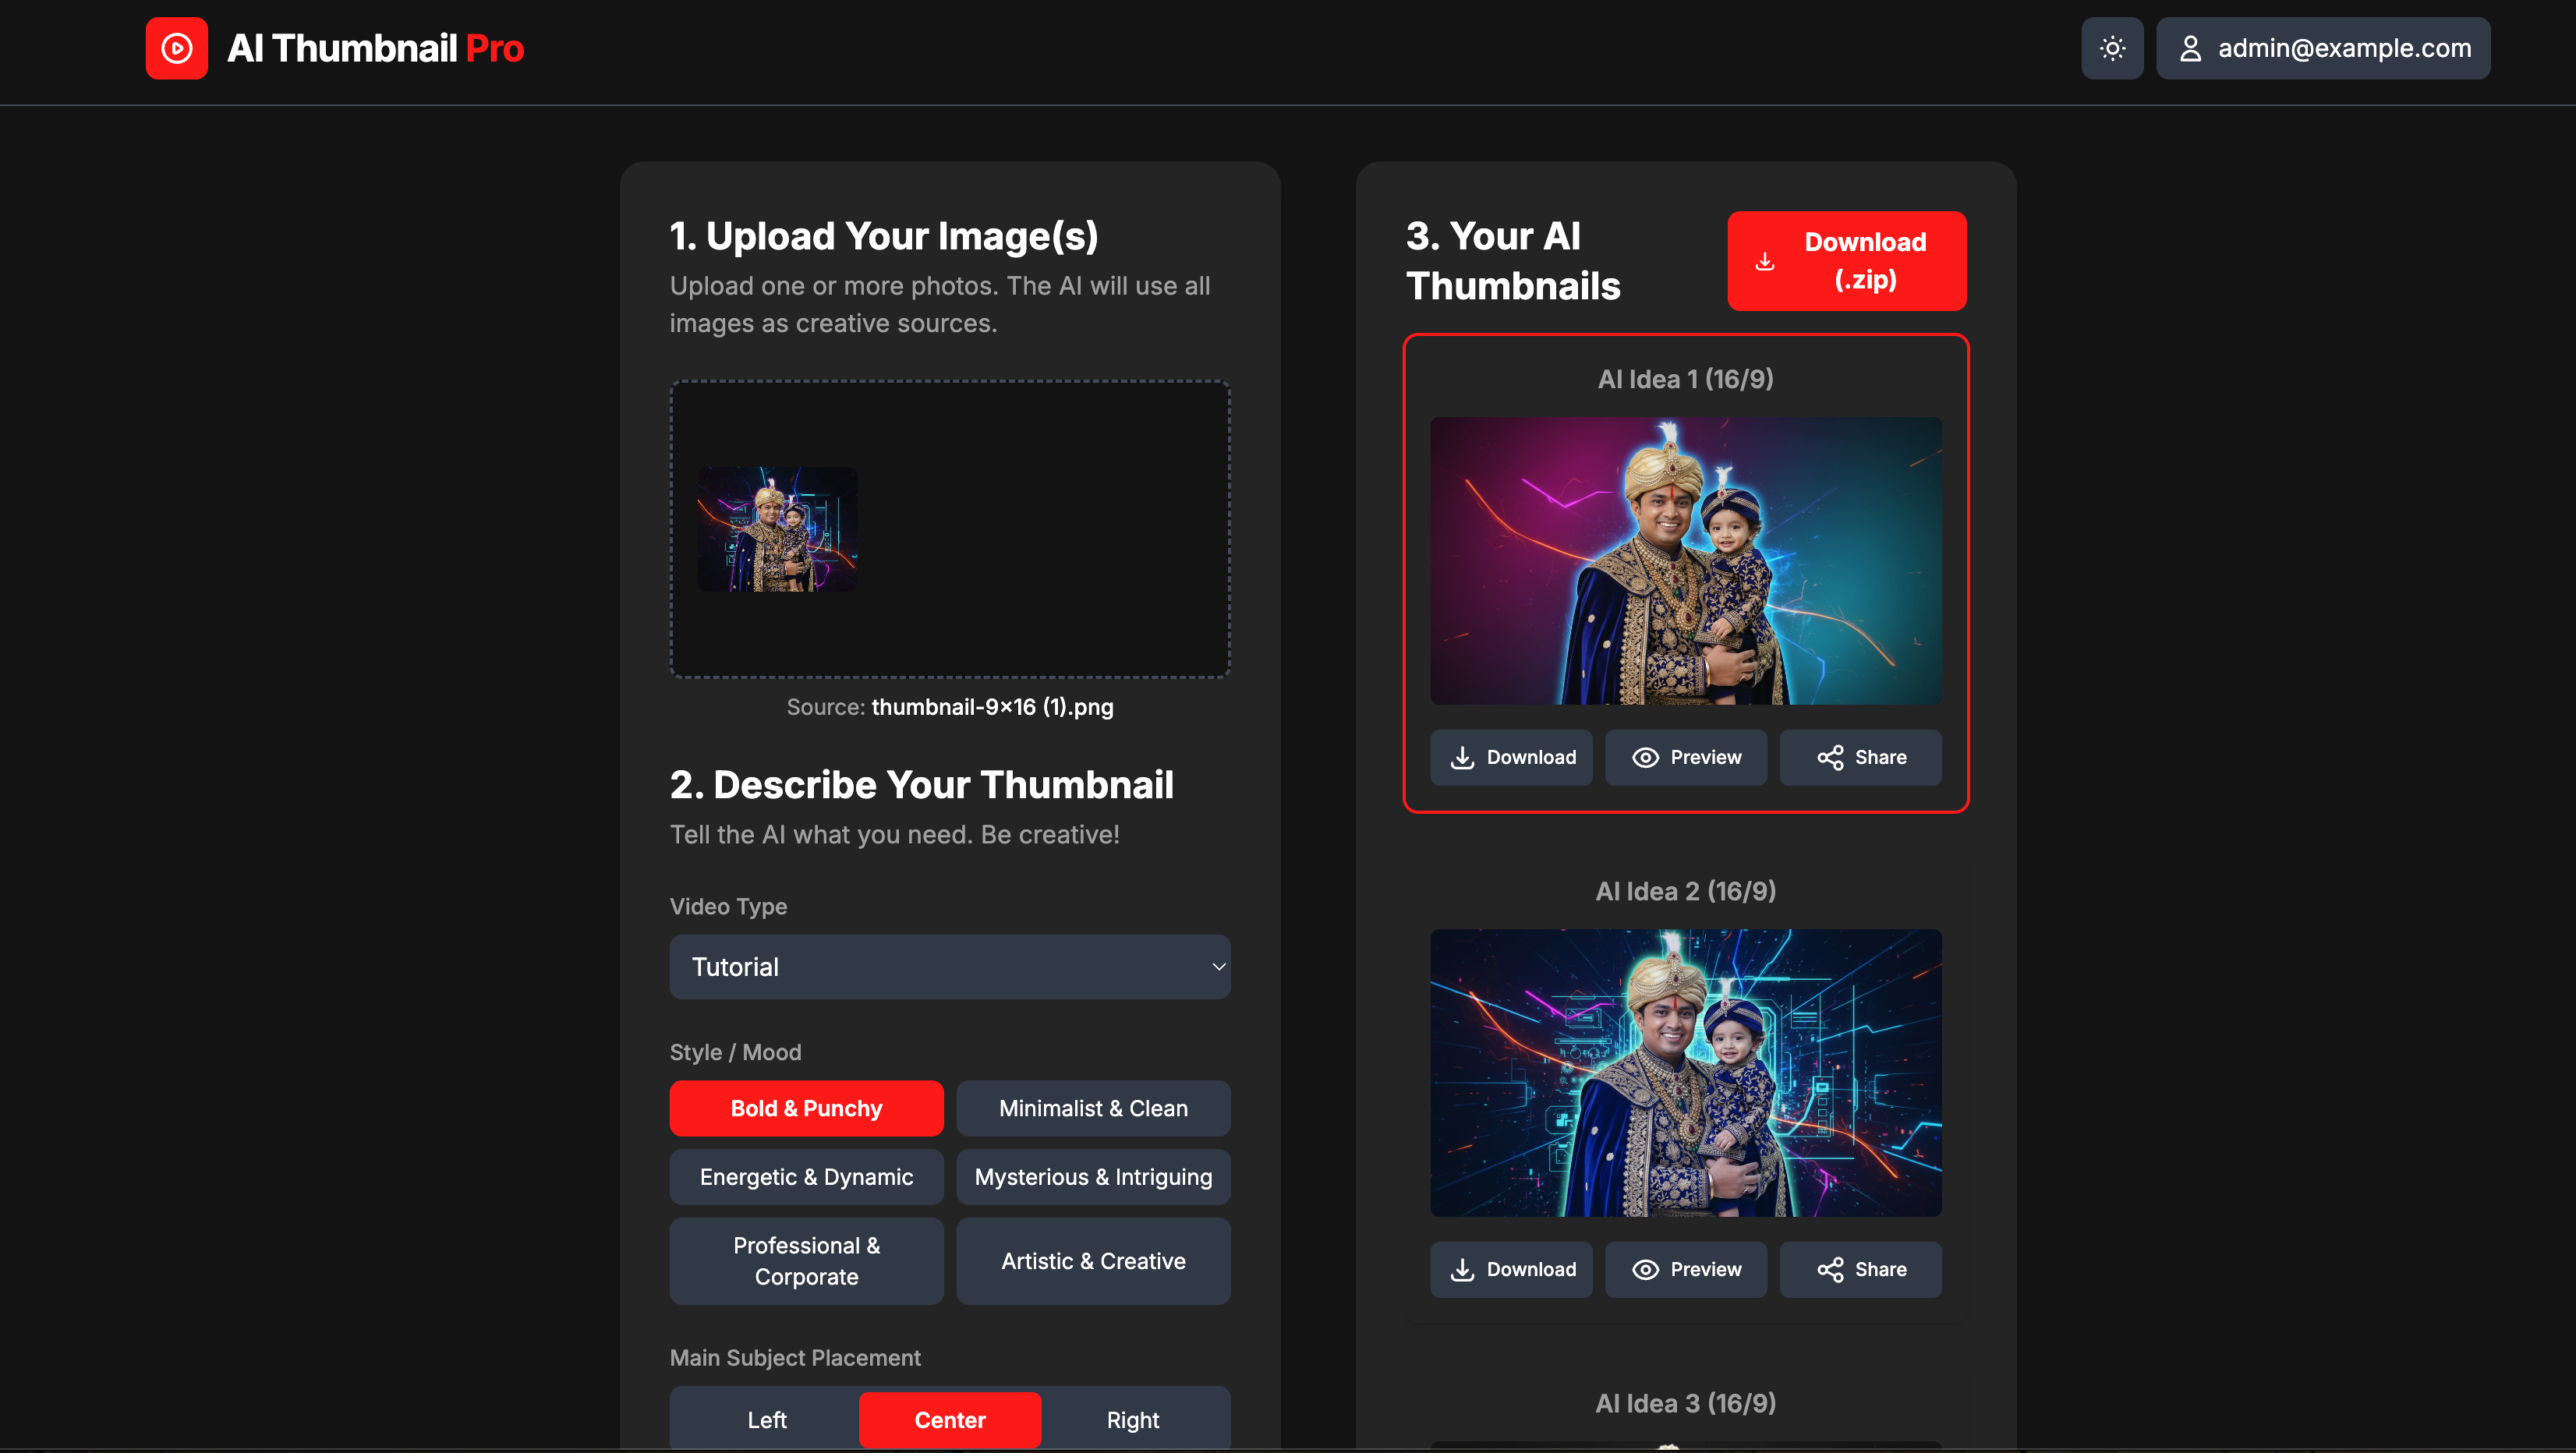 AI Thumbnail Pro
admin@example.com
1. Upload Your Image(s)
Upload one or more photos. The AI will use all
images as creative sources.
Source: thumbnail-9x16 (1).png
2. Describe Your Thumbnail
Tell the AI what you need. Be creative!
Video Type
Tutorial
Style / Mood
Bold & Punchy
Minimalist & Clean
Energetic & Dynamic
Mysterious & Intriguing
Professional &
Corporate
Artistic & Creative
Main Subject Placement
Left
Center
Right
3. Your AI
Thumbnails
Download
(.zip)
AI Idea 1 (16/9)
Download
Preview
Share
AI Idea 2 (16/9)
Download
Preview
Share
AI Idea 3 (16/9)